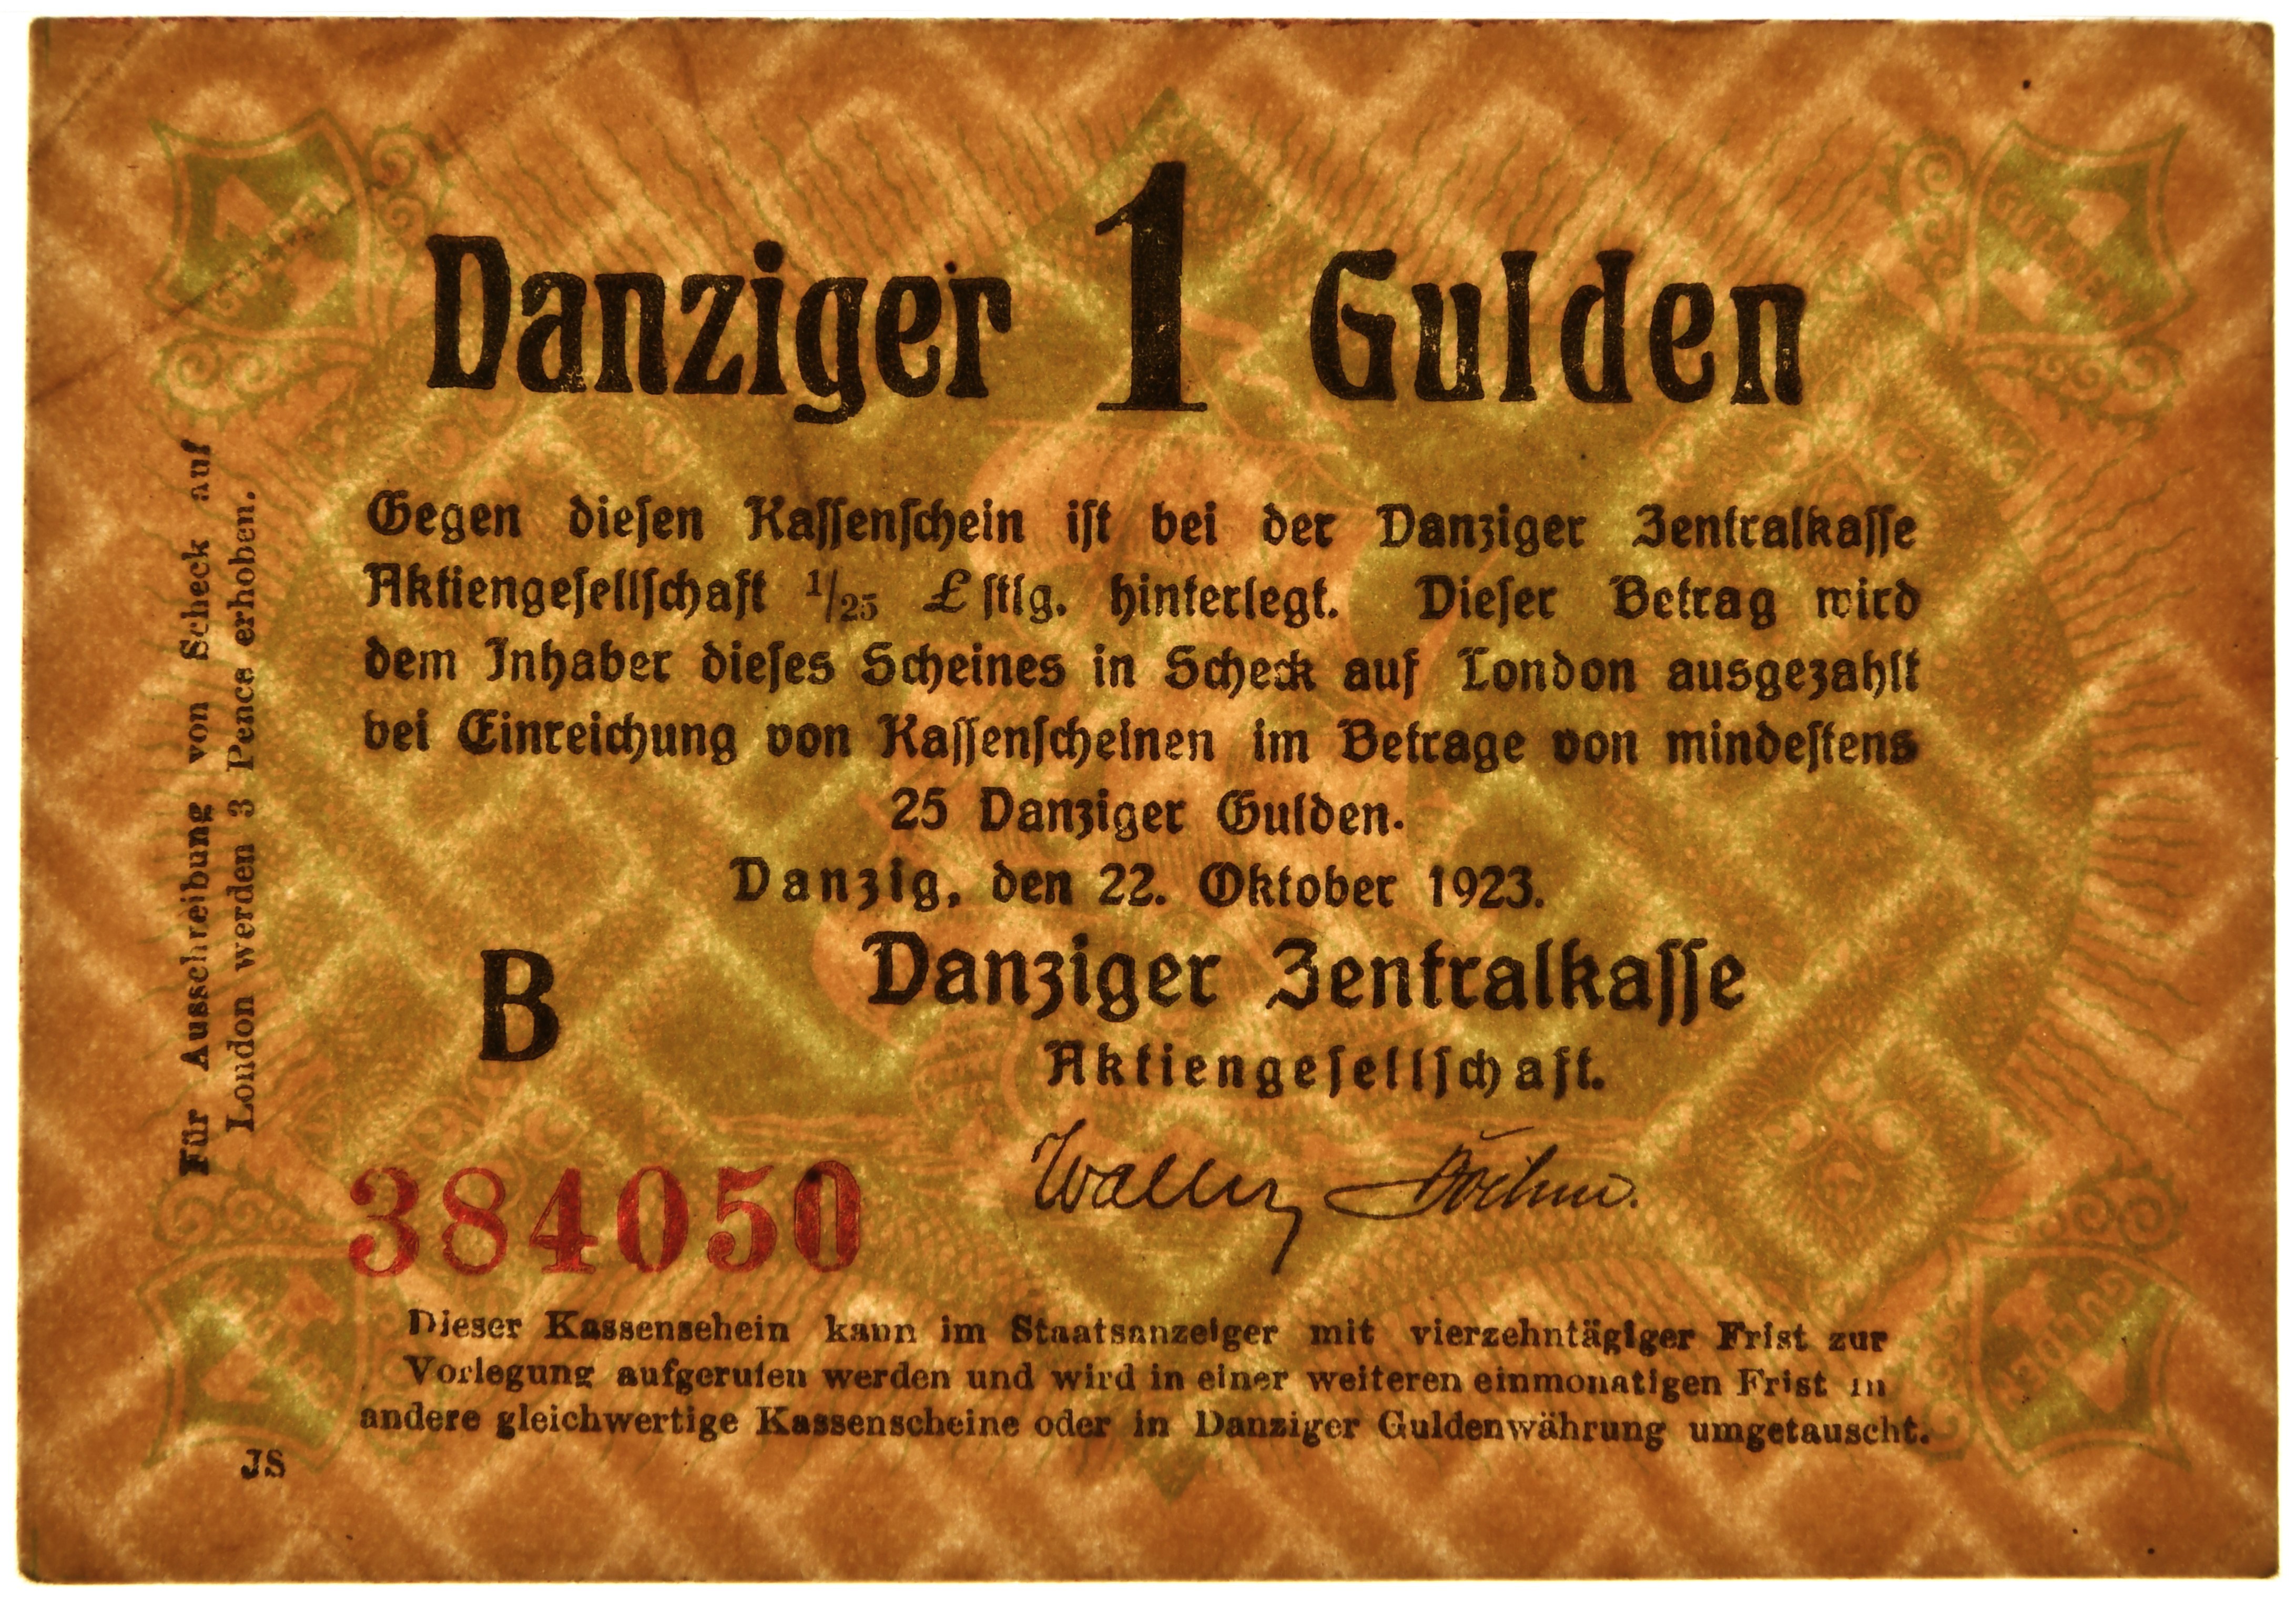 Danziger 1 Gulden
Gegen dieſen Kaſſenſchein iſt bei der Danziger Zentralkaſſe
Aktiengeſellſchaft 1/25 £ ſtlg. hinterlegt. Dieſer Betrag wird
dem Inhaber dieſes Scheines in Scheck auf London ausgezahlt
bei Einreichung von Kaſſenſcheinen im Betrage von mindeſtens
25 Danziger Gulden.
Danzig, den 22. Oktober 1923.
B
Danziger Zentralkaſſe
Aktiengeſellſchaft.
384050
Dieser Kassenschein kann im Staatsanzeiger mit vierzehntägiger Frist zur
Vorlegung aufgerufen werden und wird in einer weiteren einmonatigen Frist in
andere gleichwertige Kassenscheine oder in Danziger Guldenwährung umgetauscht.
JS
Für Ausschreibung von Scheck auf
London werden 3 Pence erhoben.
GULDEN
GULDEN
GULDEN
GULDEN